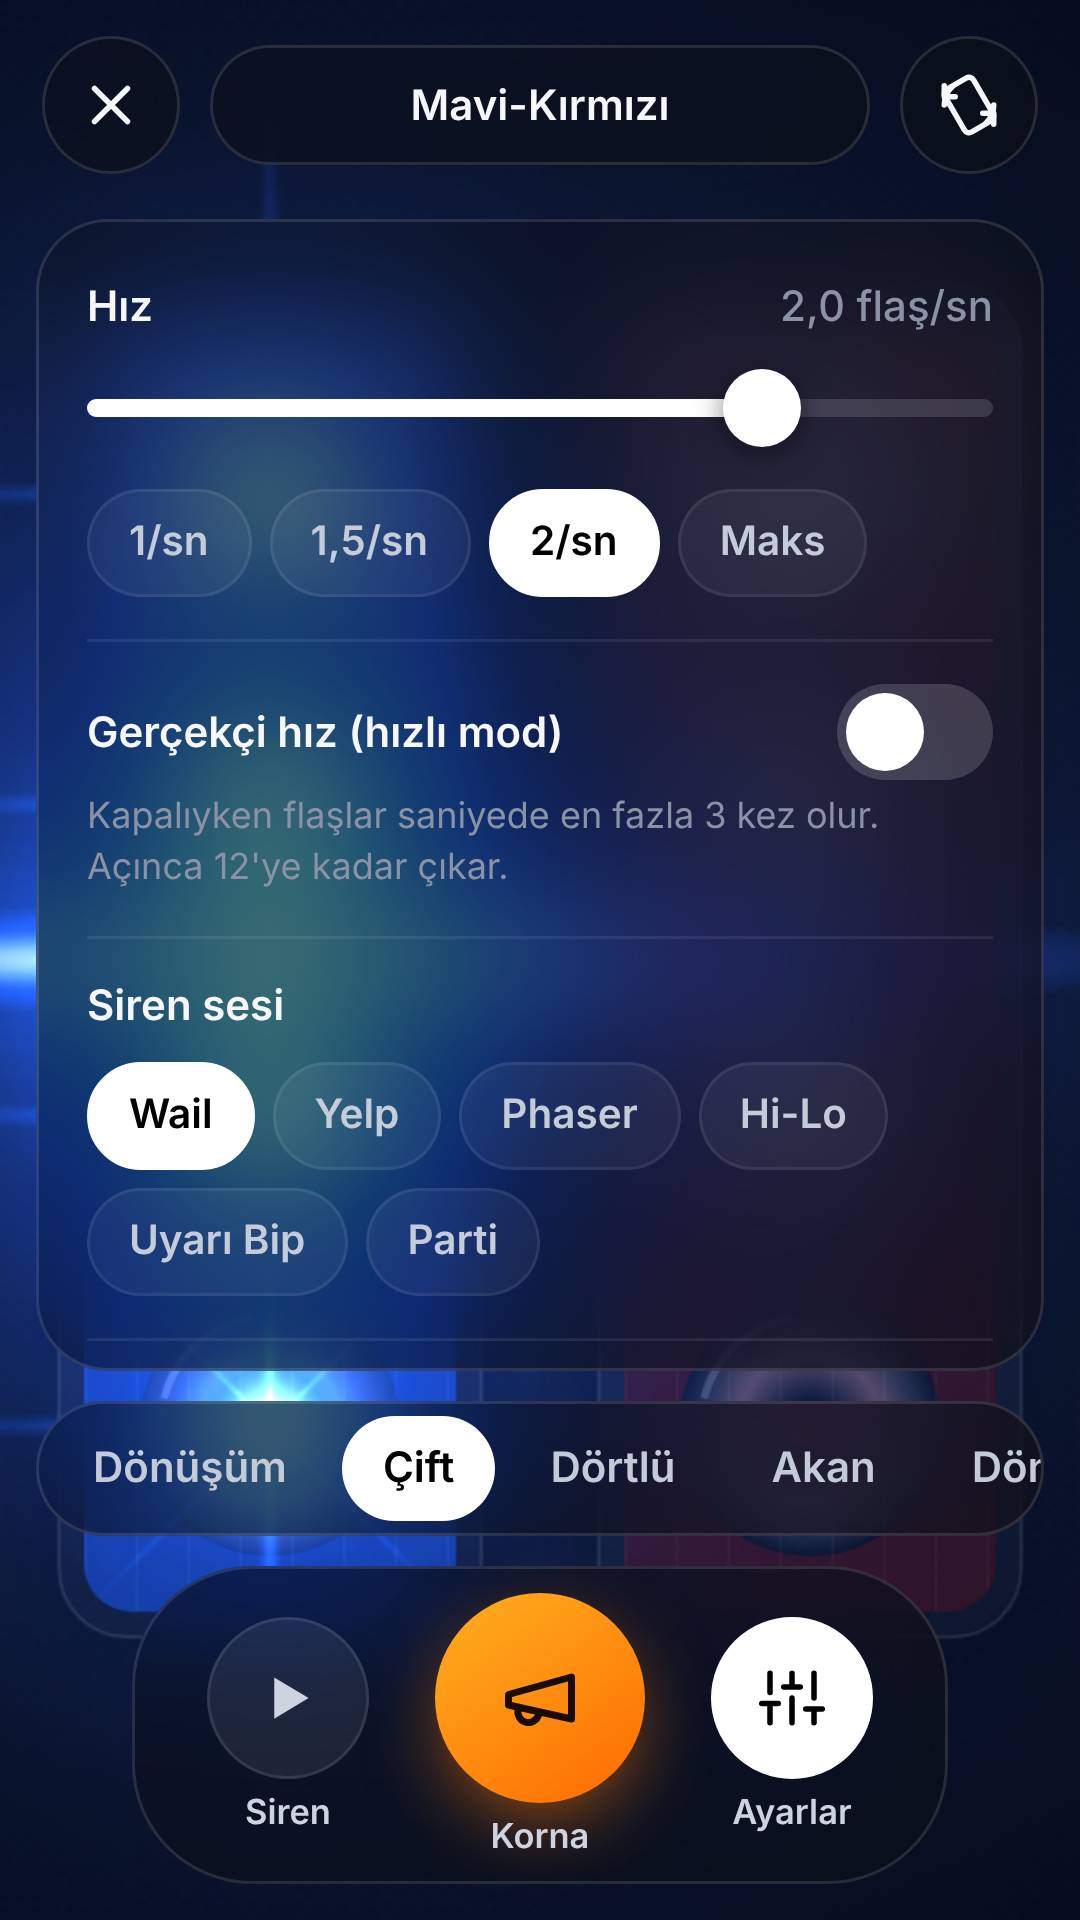 Mavi-Kırmızı
Hız
2,0 flaş/sn
1/sn
1,5/sn
2/sn
Maks
Gerçekçi hız (hızlı mod)
Kapalıyken flaşlar saniyede en fazla 3 kez olur.
Açınca 12'ye kadar çıkar.
Siren sesi
Wail
Yelp
Phaser
Hi-Lo
Uyarı Bip
Parti
Dönüşüm
Çift
Dörtlü
Akan
Dör
Siren
Korna
Ayarlar